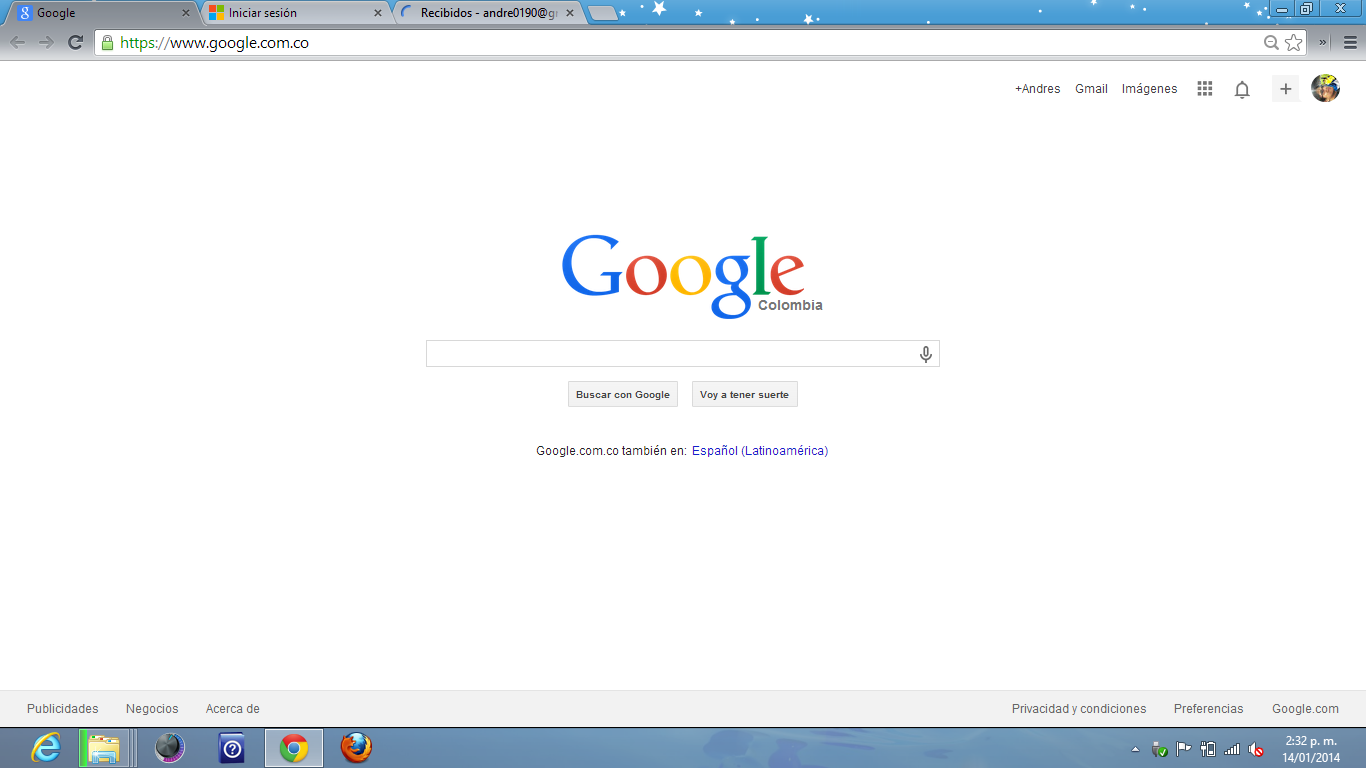 Google
Iniciar sesión
Recibidos - andre0190@g
https://www.google.com.co
+Andres Gmail Imágenes
Google
Colombia
Buscar con Google Voy a tener suerte
Google.com.co también en: Español (Latinoamérica)
Publicidades Negocios Acerca de Privacidad y condiciones Preferencias Google.com
2:32 p. m.
14/01/2014